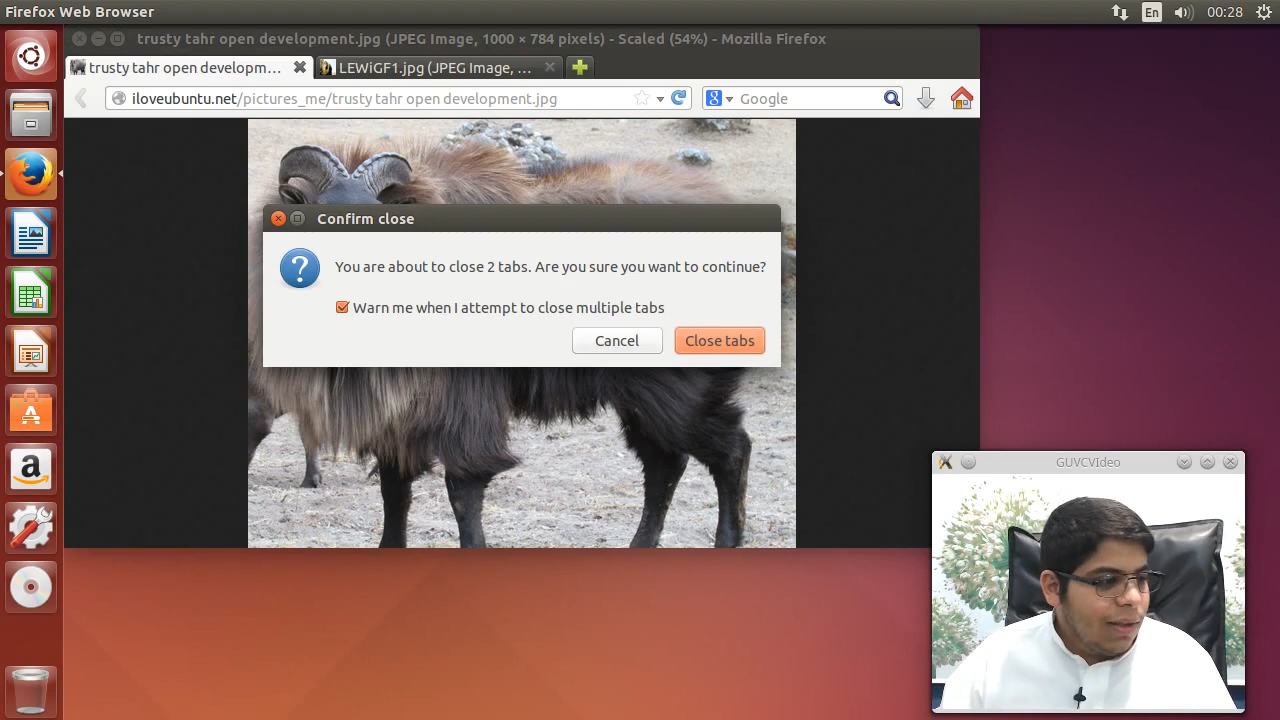 Firefox Web Browser
En
00:28
trusty tahr open development.jpg (JPEG Image, 1000 × 784 pixels) - Scaled (54%) - Mozilla Firefox
trusty tahr open developm...
LEWiGF1.jpg (JPEG Image, ...
iloveubuntu.net/pictures_me/trusty tahr open development.jpg
Google
Confirm close
You are about to close 2 tabs. Are you sure you want to continue?
Warn me when I attempt to close multiple tabs
Cancel
Close tabs
GUVCVIdeo